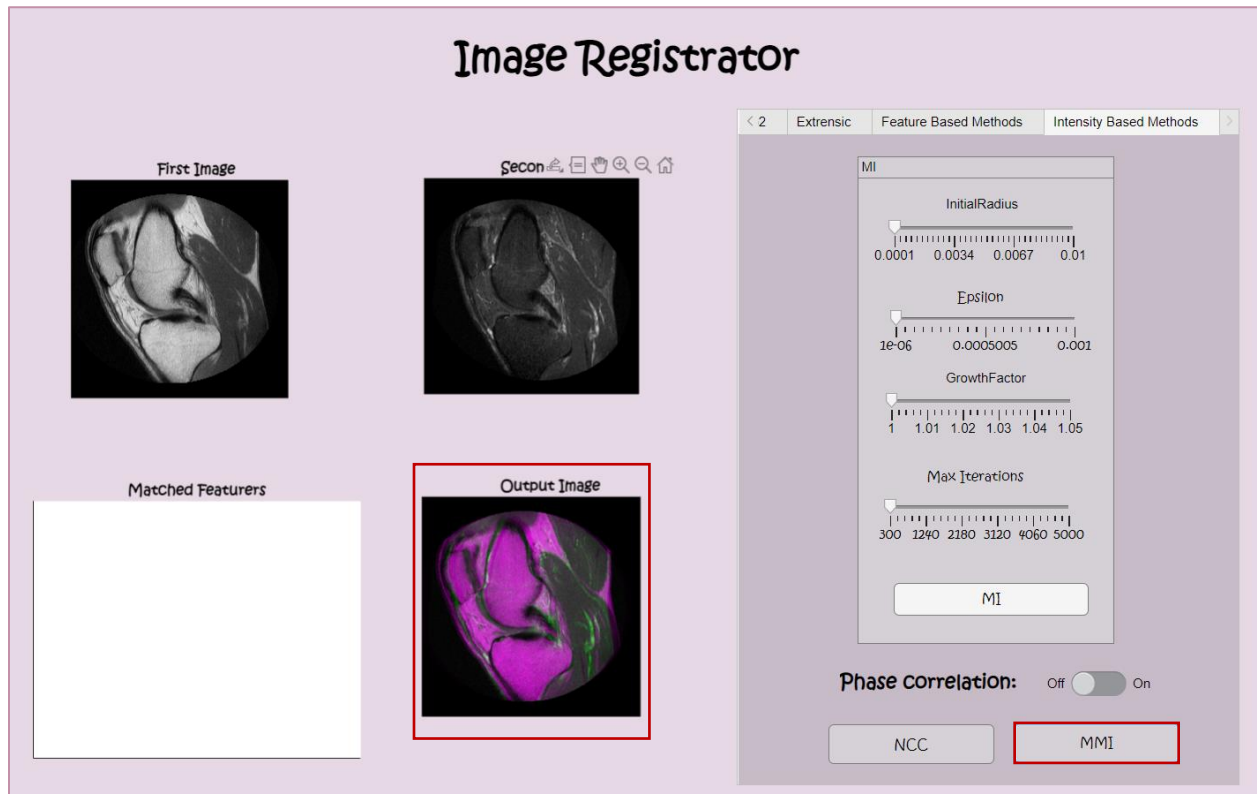 Image Registrator
< 2 Extrensic Feature Based Methods Intensity Based Methods >
First Image
Secon
Matched Featurers
Output Image
MI
InitialRadius
0.0001 0.0034 0.0067 0.01
Epsilon
1e-06 0.0005005 0.001
GrowthFactor
1 1.01 1.02 1.03 1.04 1.05
Max Iterations
300 1240 2180 3120 4060 5000
MI
Phase correlation: Off On
NCC MMI